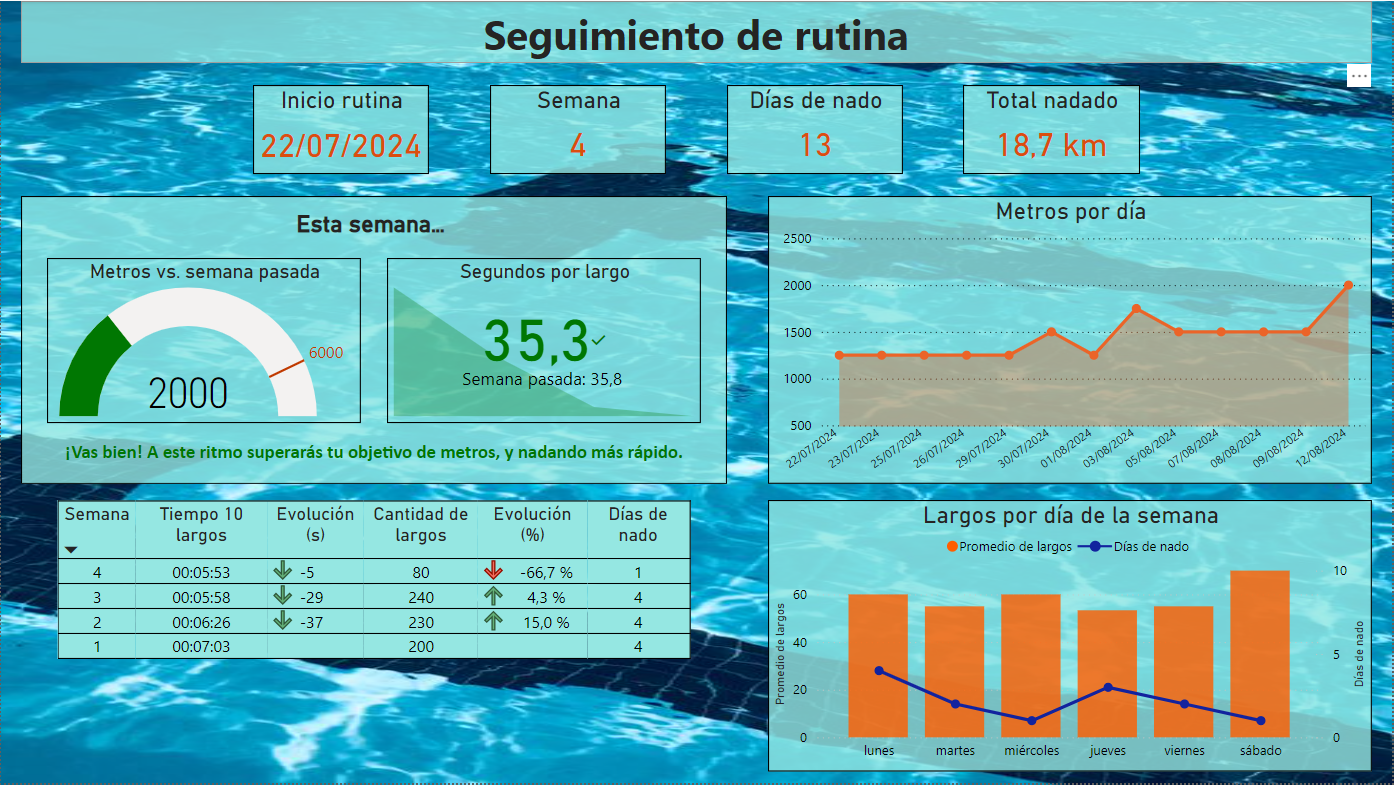 Seguimiento de rutina
Inicio rutina
22/07/2024
Semana
4
Días de nado
13
Total nadado
18,7 km
Esta semana...
Metros vs. semana pasada
6000
2000
Segundos por largo
35,3
Semana pasada: 35,8
¡Vas bien! A este ritmo superarás tu objetivo de metros, y nadando más rápido.
Metros por día
2500
2000
1500
1000
500
22/07/2024 23/07/2024 25/07/2024 26/07/2024 29/07/2024 30/07/2024 01/08/2024 03/08/2024 05/08/2024 07/08/2024 08/08/2024 09/08/2024 12/08/2024
Semana Tiempo 10 largos Evolución (s) Cantidad de largos Evolución (%) Días de nado
4 00:05:53 -5 80 -66,7 % 1
3 00:05:58 -29 240 4,3 % 4
2 00:06:26 -37 230 15,0 % 4
1 00:07:03 200 4
Largos por día de la semana
Promedio de largos Días de nado
Promedio de largos
60
40
20
0
10
5
0
Días de nado
lunes martes miércoles jueves viernes sábado